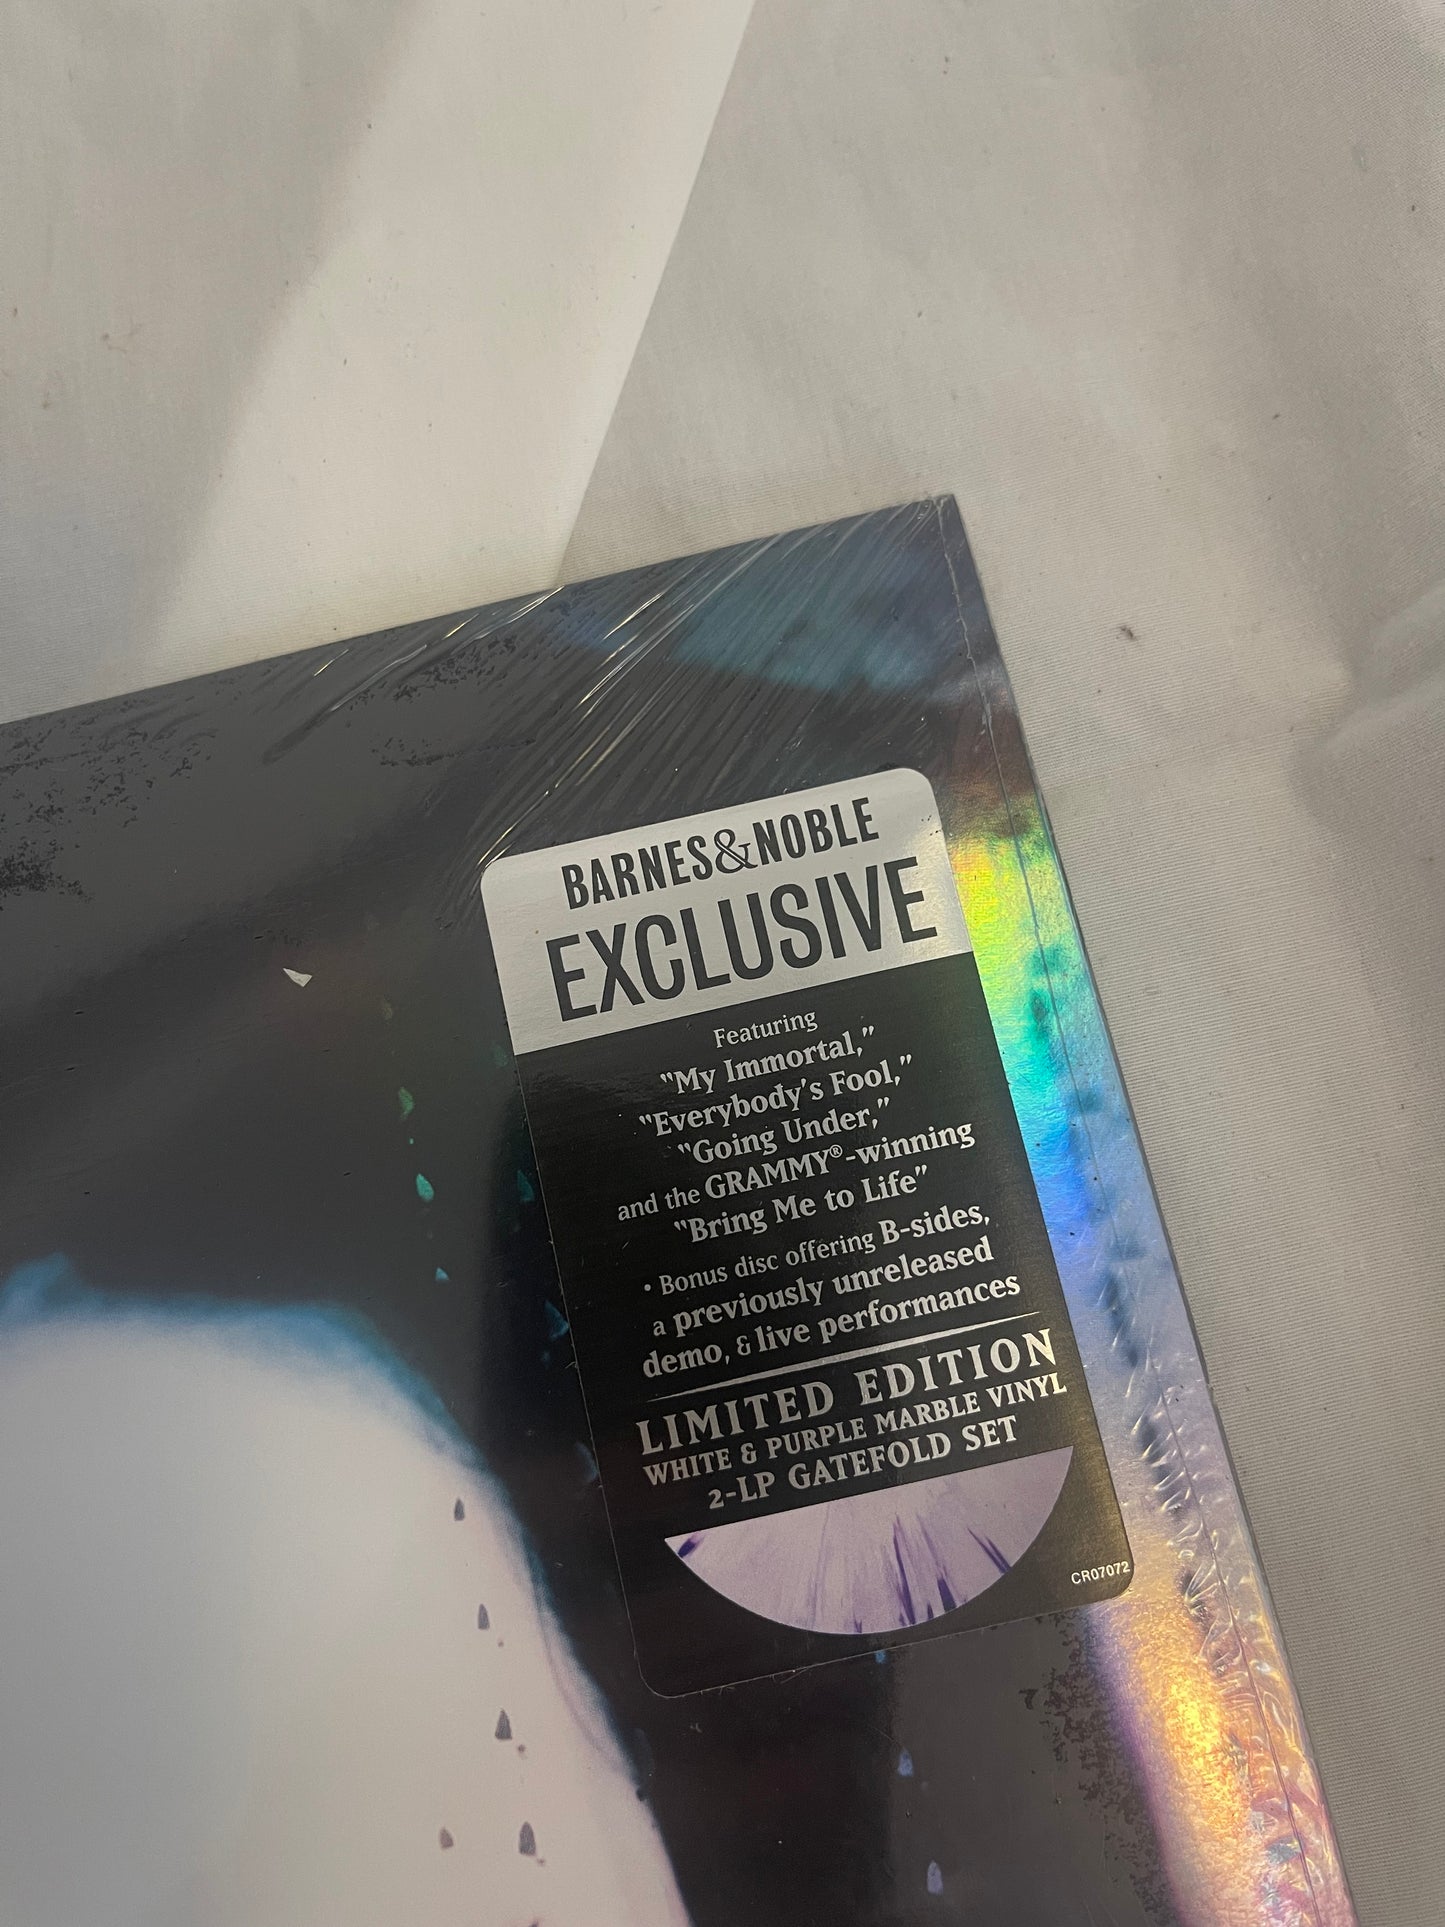 BARNES&NOBLE
EXCLUSIVE
Featuring
"My Immortal,"
"Everybody's Fool,"
"Going Under,"
and the GRAMMY®-winning
"Bring Me to Life"
• Bonus disc offering B-sides,
a previously unreleased
demo, & live performances
LIMITED EDITION
WHITE & PURPLE MARBLE VINYL
2-LP GATEFOLD SET
CR07072